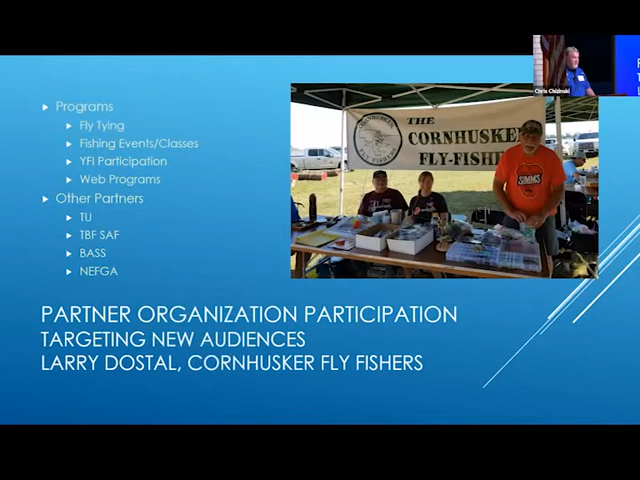 Programs
Fly Tying
Fishing Events/Classes
YFI Participation
Web Programs
Other Partners
TU
TBF SAF
BASS
NEFGA
THE
CORNHUSKER
FLY-FISHE
SIMMS
Chris Chizinski
PARTNER ORGANIZATION PARTICIPATION
TARGETING NEW AUDIENCES
LARRY DOSTAL, CORNHUSKER FLY FISHERS